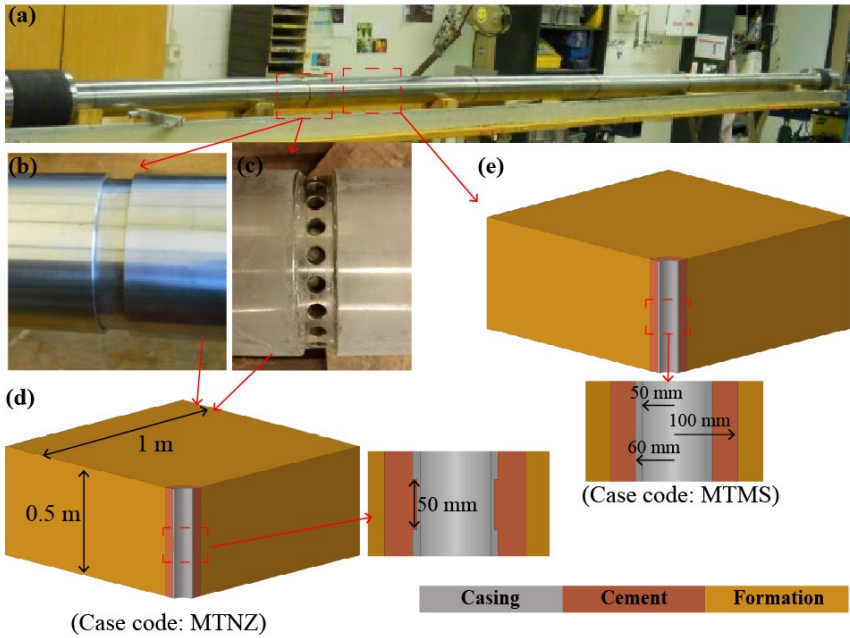 (a)
(b)
(c)
(e)
(d)
1 m
0.5 m
50 mm
50 mm
100 mm
60 mm
(Case code: MTMS)
(Case code: MTNZ)
Casing
Cement
Formation